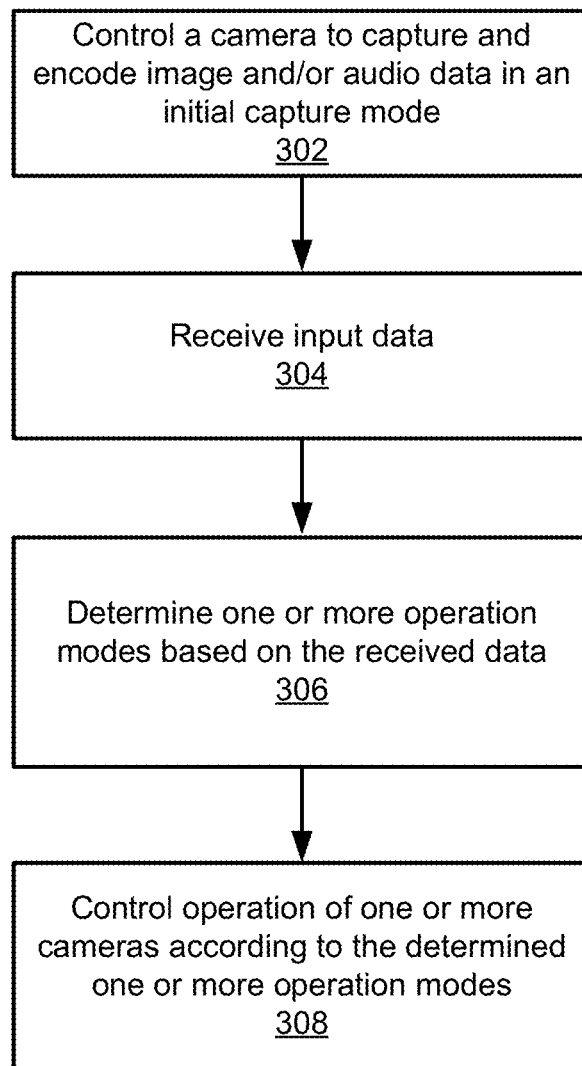 Control a camera to capture and
encode image and/or audio data in an
initial capture mode
302
Receive input data
304
Determine one or more operation
modes based on the received data
306
Control operation of one or more
cameras according to the determined
one or more operation modes
308